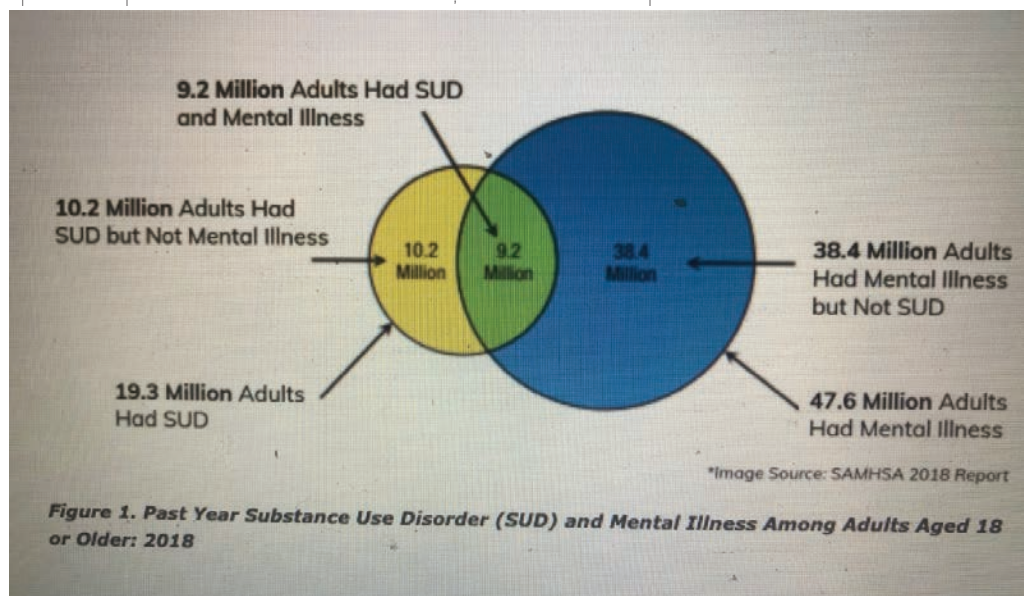 9.2 Million Adults Had SUD
and Mental Illness
10.2 Million Adults Had
SUD but Not Mental Illness
10.2
Million
9.2
Million
38.4
Million
38.4 Million Adults
Had Mental Illness
but Not SUD
19.3 Million Adults
Had SUD
47.6 Million Adults
Had Mental Illness
*Image Source: SAMHSA 2018 Report
Figure 1. Past Year Substance Use Disorder (SUD) and Mental Illness Among Adults Aged 18
or Older: 2018